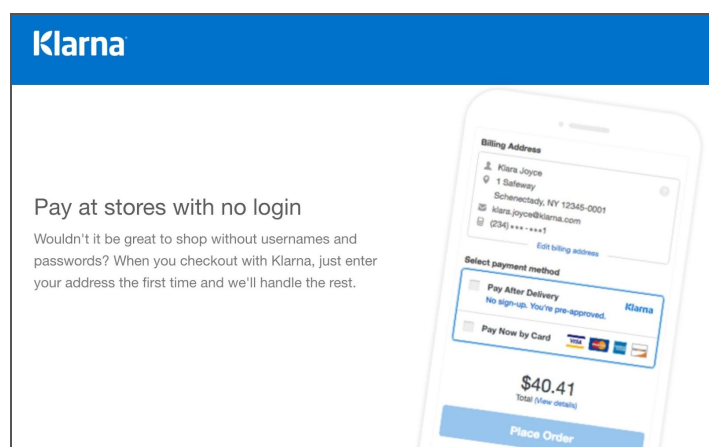 Klarna
Pay at stores with no login
Wouldn't it be great to shop without usernames and
passwords? When you checkout with Klarna, just enter
your address the first time and we'll handle the rest.
Billing Address
Klara Joyce
1 Safeway
Schenectady, NY 12345-0001
klara.joyce@klarna.com
(234) •••-•••1
Edit billing address
Select payment method
Pay After Delivery
Klarna
No sign-up. You're pre-approved.
Pay Now by Card
VISA
$40.41
Total (View details)
Place Order